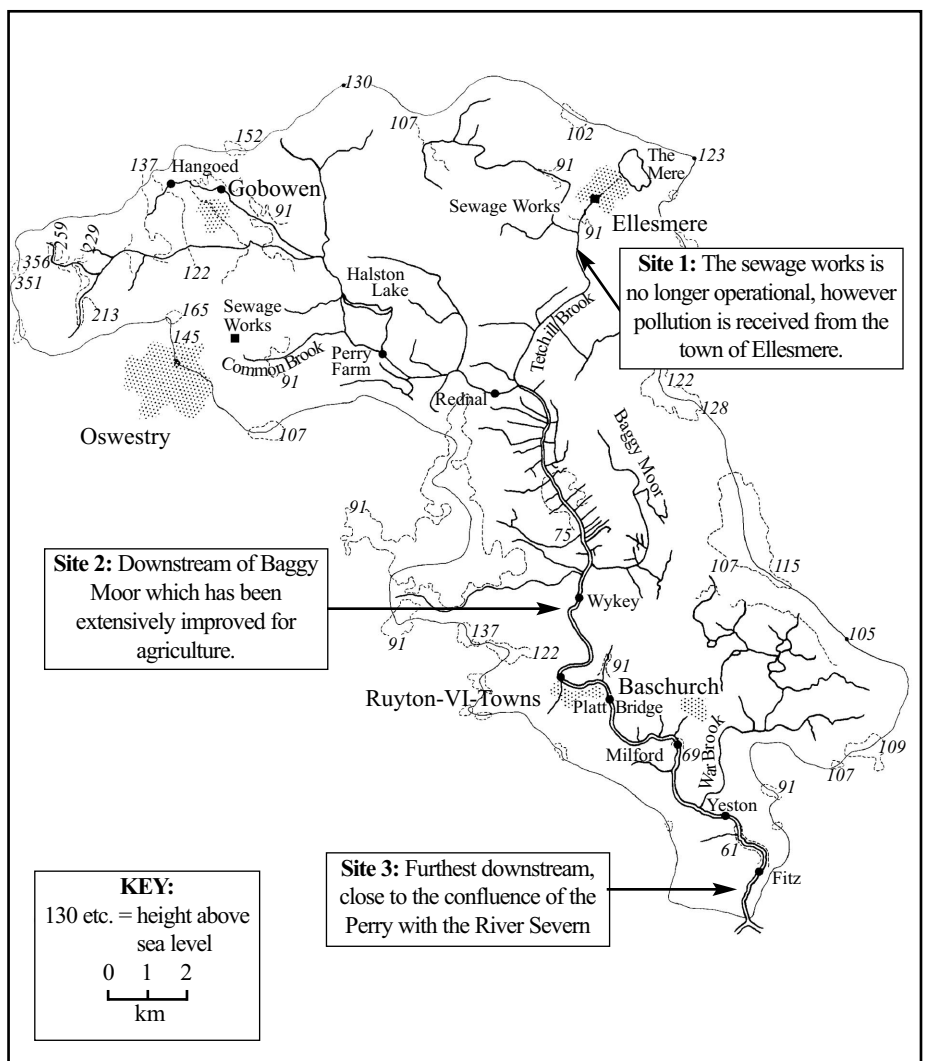 130
107
102
152
The
Mere
123
137
Hangoed
91
Gobowen
Sewage Works
Ellesmere
91
91
259
229
356
351
122
Site 1: The sewage works is
no longer operational, however
pollution is received from the
town of Ellesmere.
Halston
Lake
213
165
Sewage
Works
145
Tetchill Brook
Common Brook
Perry
Farm
91
122
Rednal
128
Oswestry
107
Baggy Moor
91
75
107
115
Site 2: Downstream of Baggy
Moor which has been
extensively improved for
agriculture.
Wykey
91
137
122
105
91
Ruyton-VI-Towns
Baschurch
Platt Bridge
Milford
69
War Brook
109
107
91
Yeston
61
Site 3: Furthest downstream,
close to the confluence of the
Perry with the River Severn
Fitz
KEY:
130 etc. = height above
sea level
0 1 2
km